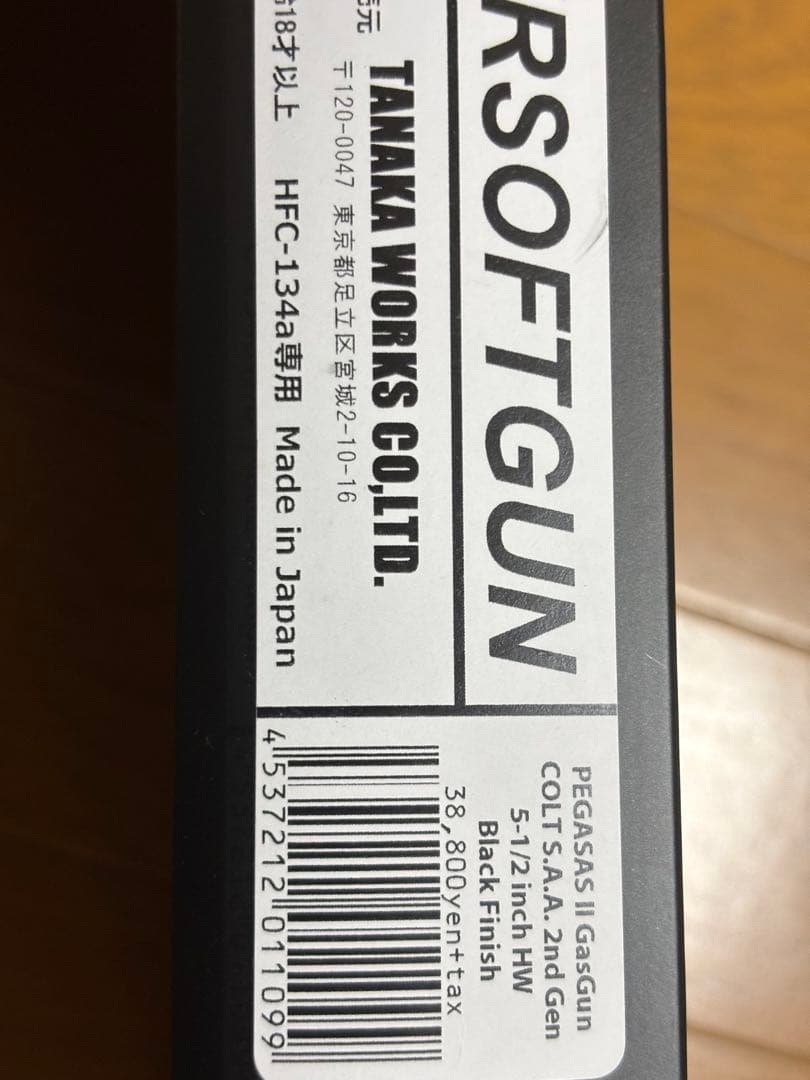 RSOFTGUN
売元
TANAKA WORKS CO,LTD.
〒120-0047 東京都足立区宮城2-10-16
18才以上 HFC-134a専用 Made in Japan
PEGASAS II GasGun
COLT S.A.A. 2nd Gen
5-1/2 inch HW
Black Finish
38,800yen+tax
4537212011099